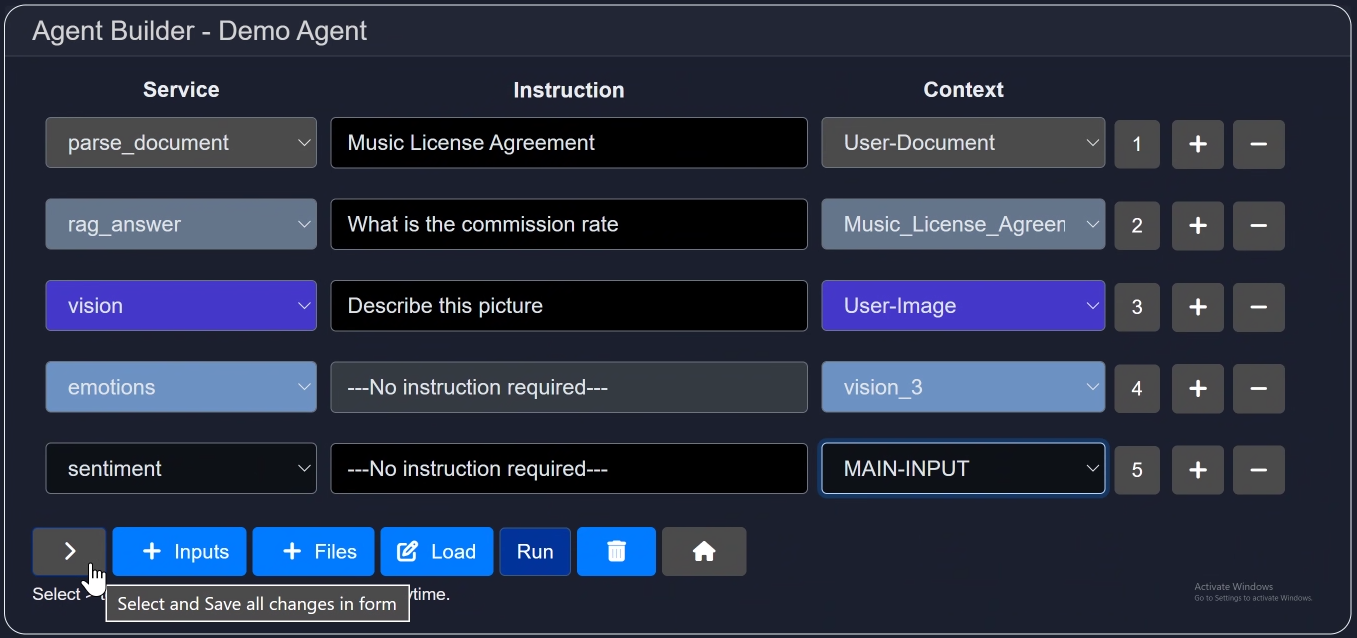 Agent Builder - Demo Agent
Service Instruction Context
parse_document Music License Agreement User-Document 1 + −
rag_answer What is the commission rate Music_License_Agreen 2 + −
vision Describe this picture User-Image 3 + −
emotions ---No instruction required--- vision_3 4 + −
sentiment ---No instruction required--- MAIN-INPUT 5 + −
> + Inputs + Files Load Run
Select ytime.
Select and Save all changes in form
Activate Windows
Go to Settings to activate Windows.